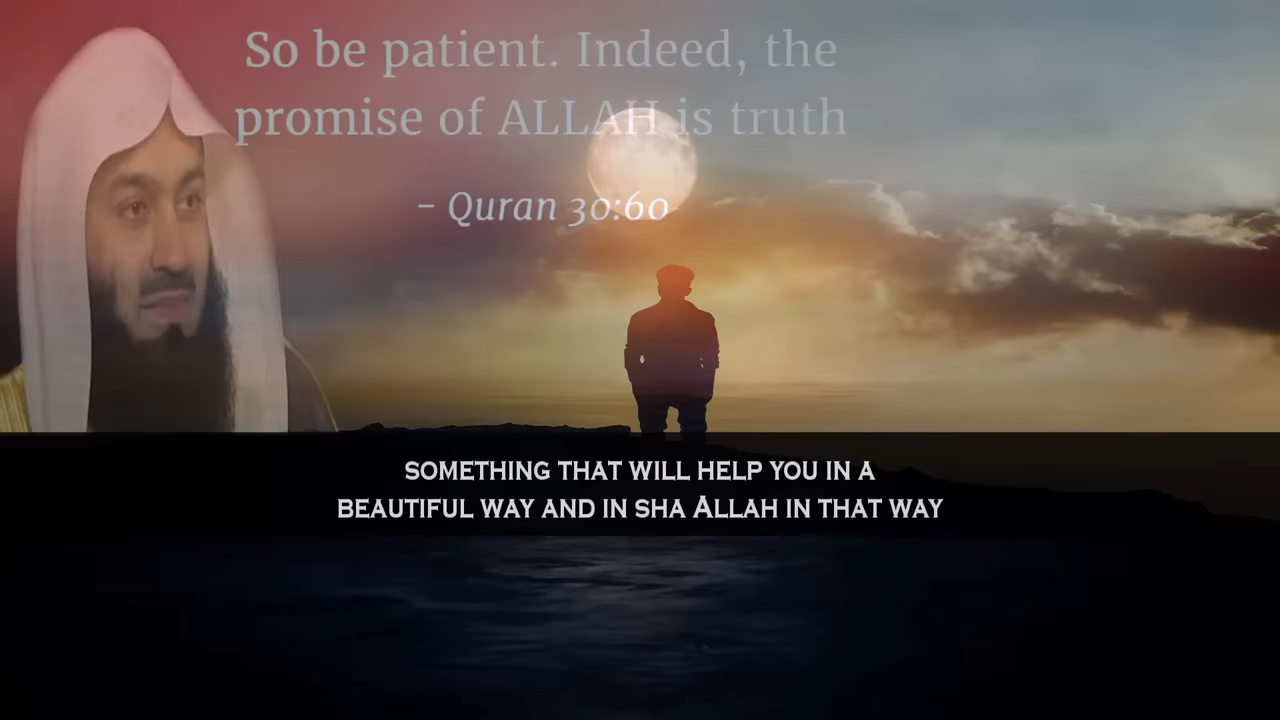 So be patient. Indeed, the
promise of ALLAH is truth
- Quran 30:60
SOMETHING THAT WILL HELP YOU IN A
BEAUTIFUL WAY AND IN SHA ALLAH IN THAT WAY